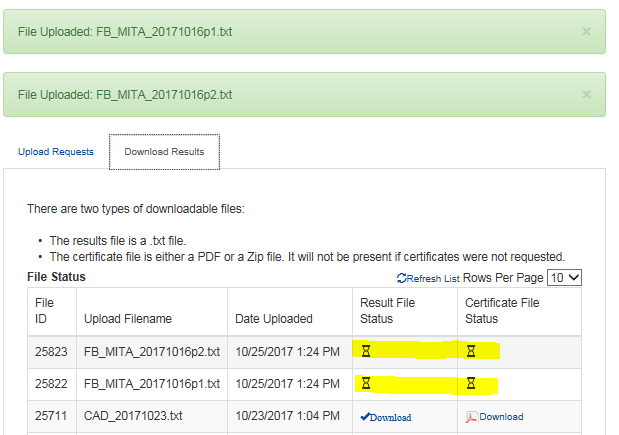 File Uploaded: FB_MITA_20171016p1.txt ×
File Uploaded: FB_MITA_20171016p2.txt ×
Upload Requests Download Results
There are two types of downloadable files:
• The results file is a .txt file.
• The certificate file is either a PDF or a Zip file. It will not be present if certificates were not requested.
File Status Refresh List Rows Per Page 10
File ID Upload Filename Date Uploaded Result File Status Certificate File Status
25823 FB_MITA_20171016p2.txt 10/25/2017 1:24 PM
25822 FB_MITA_20171016p1.txt 10/25/2017 1:24 PM
25711 CAD_20171023.txt 10/23/2017 1:04 PM Download Download